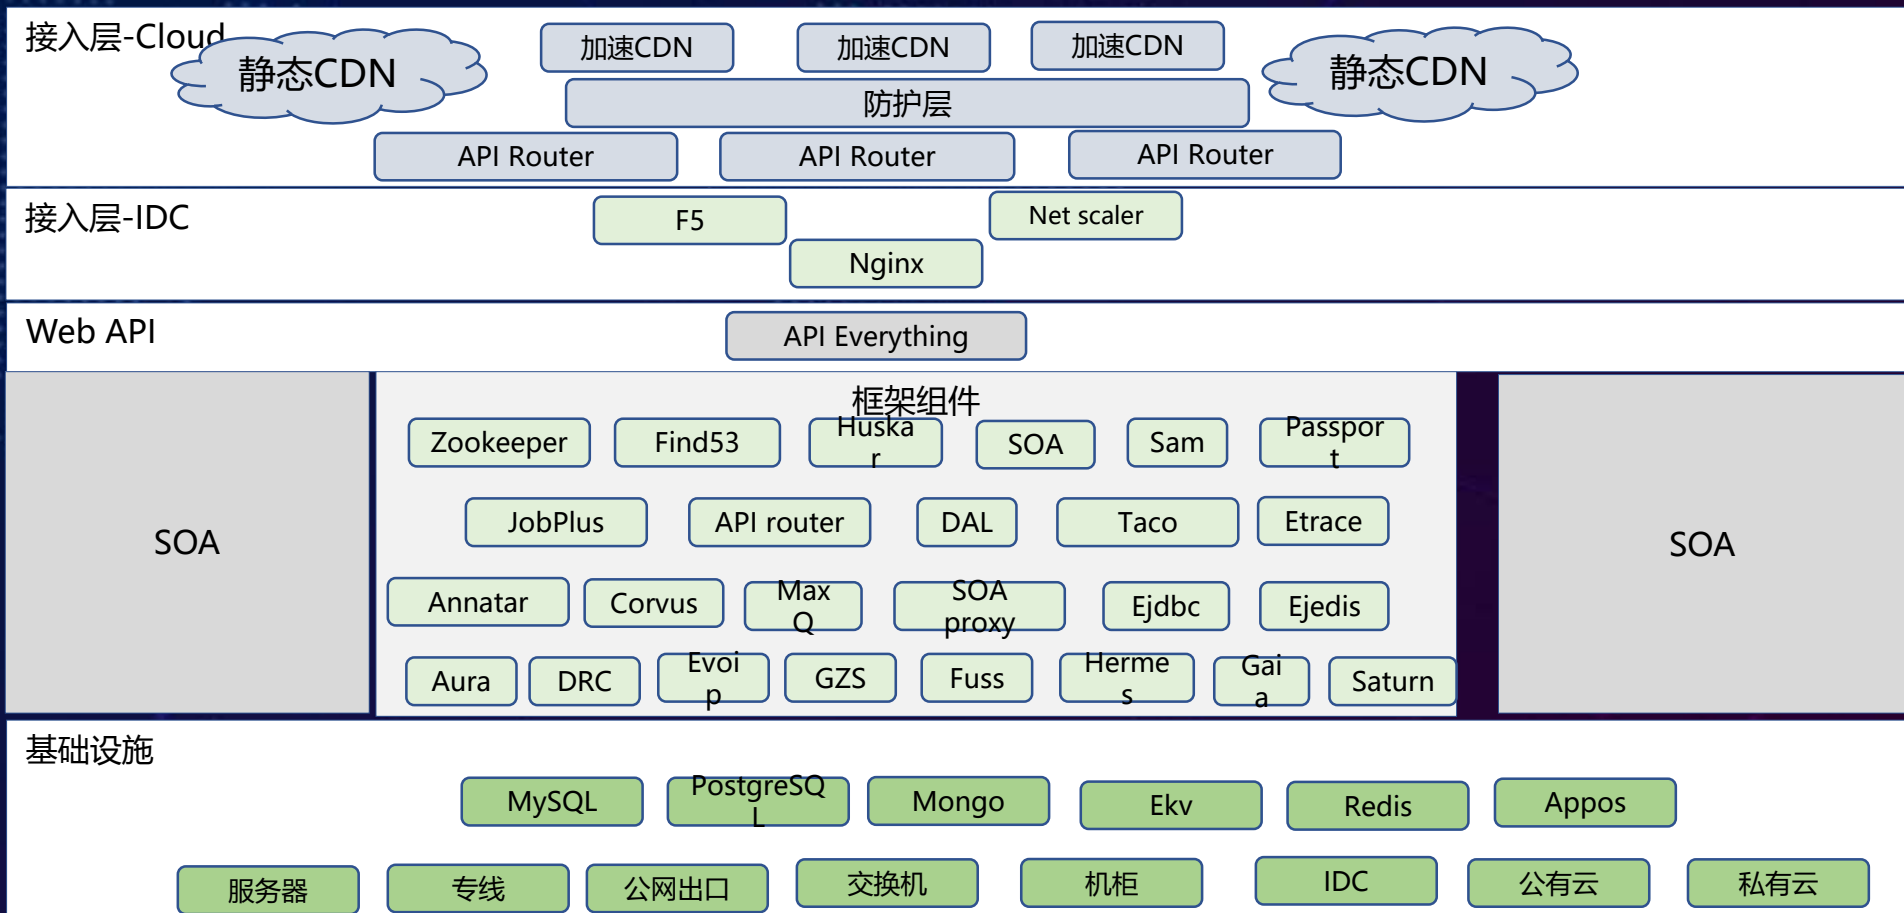 接入层-Cloud
静态CDN
加速CDN
加速CDN
加速CDN
静态CDN
防护层
API Router
API Router
API Router
接入层-IDC
F5
Net scaler
Nginx
Web API
API Everything
SOA
框架组件
Zookeeper
Find53
Huska
r
SOA
Sam
Passpor
t
JobPlus
API router
DAL
Taco
Etrace
Annatar
Corvus
Max
Q
SOA
proxy
Ejdbc
Ejedis
Aura
DRC
Evoi
p
GZS
Fuss
Herme
s
Gai
a
Saturn
SOA
基础设施
MySQL
PostgreSQ
L
Mongo
Ekv
Redis
Appos
服务器
专线
公网出口
交换机
机柜
IDC
公有云
私有云